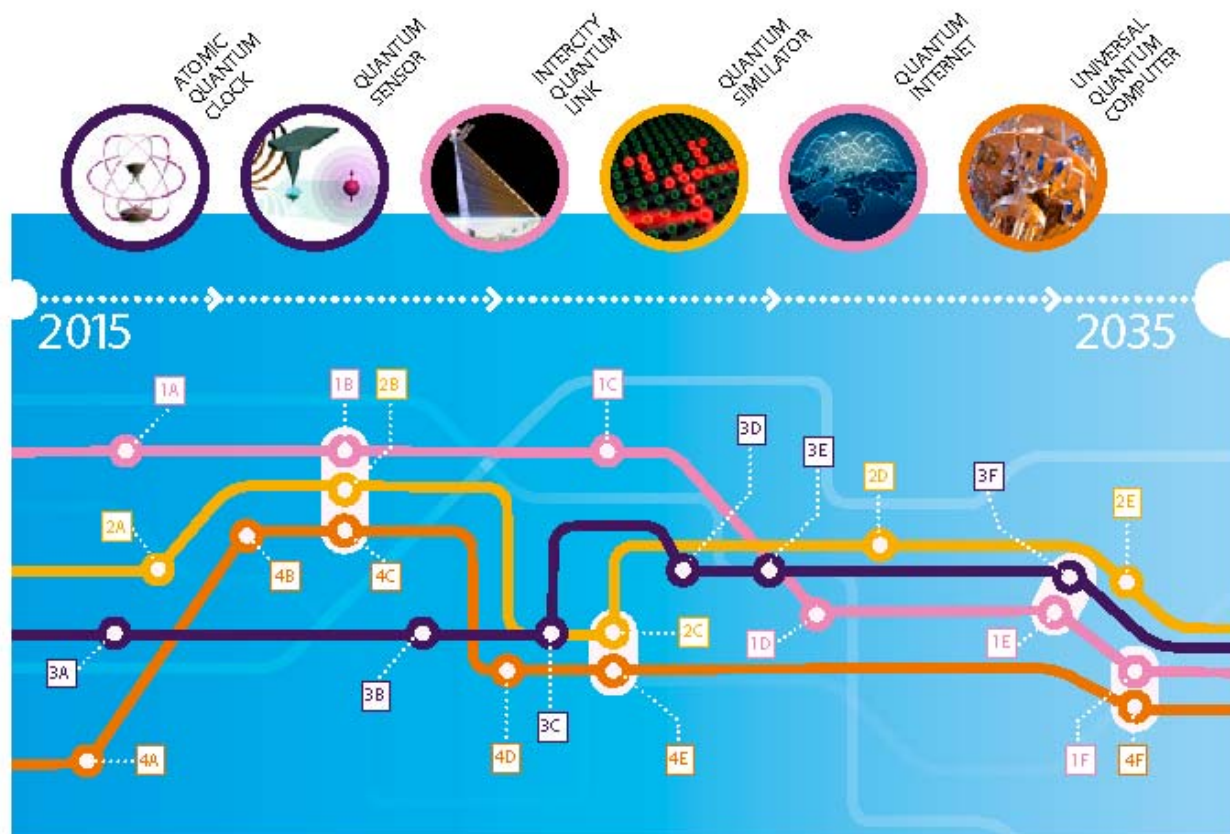 ATOMIC
QUANTUM
CLOCK
QUANTUM
SENSOR
INTERCITY
QUANTUM
LINK
QUANTUM
SIMULATOR
QUANTUM
INTERNET
UNIVERSAL
QUANTUM
COMPUTER
2015
2035
1A
1B
2B
1C
3D
3E
2D
3F
2E
2A
4B
4C
3A
3B
3C
2C
1D
1E
4A
4D
4E
1F
4F